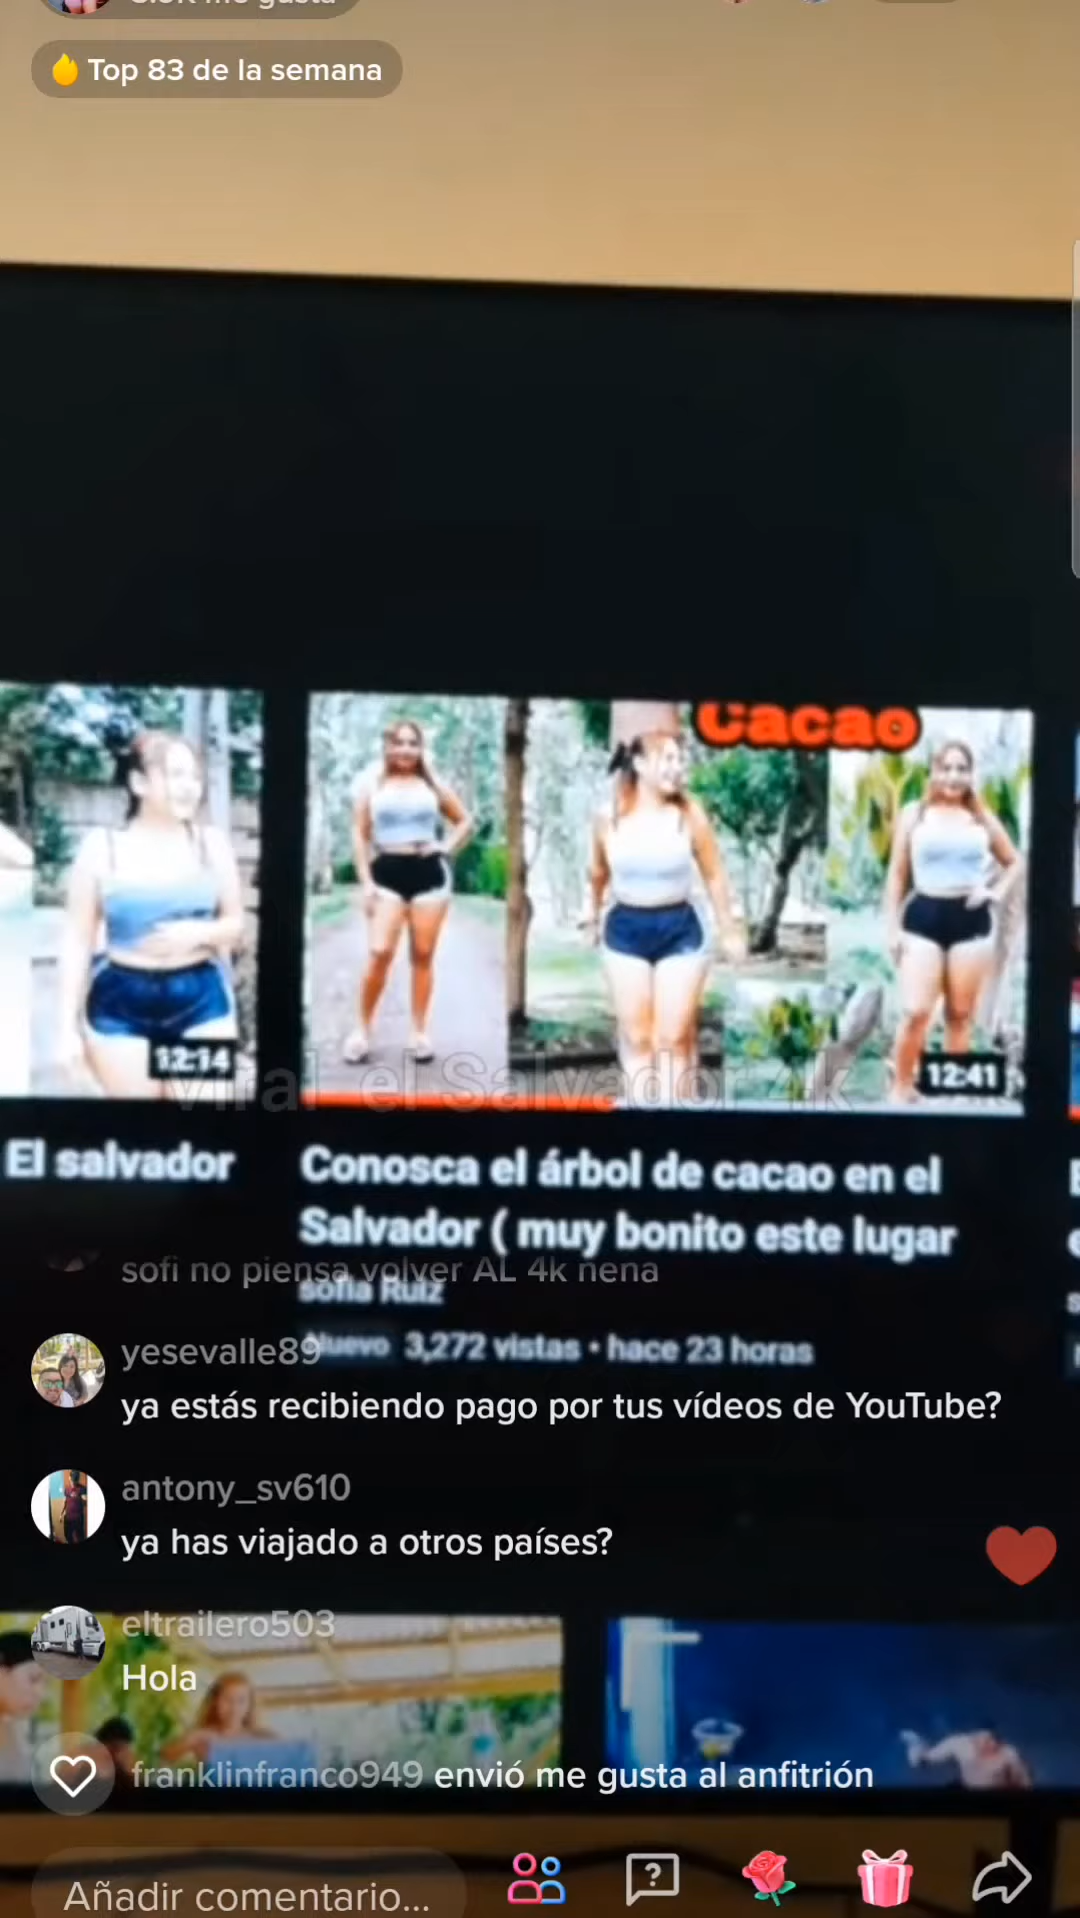 Top 83 de la semana
Cacao
12:14
12:41
viral el Salvador 4k
El salvador
Conosca el árbol de cacao en el
Salvador ( muy bonito este lugar
sofi no piensa volver AL 4k nena
sofia Ruiz
Nuevo 3,272 vistas • hace 23 horas
yesevalle89
ya estás recibiendo pago por tus vídeos de YouTube?
antony_sv610
ya has viajado a otros países?
eltrailero503
Hola
franklinfranco949 envió me gusta al anfitrión
Añadir comentario...